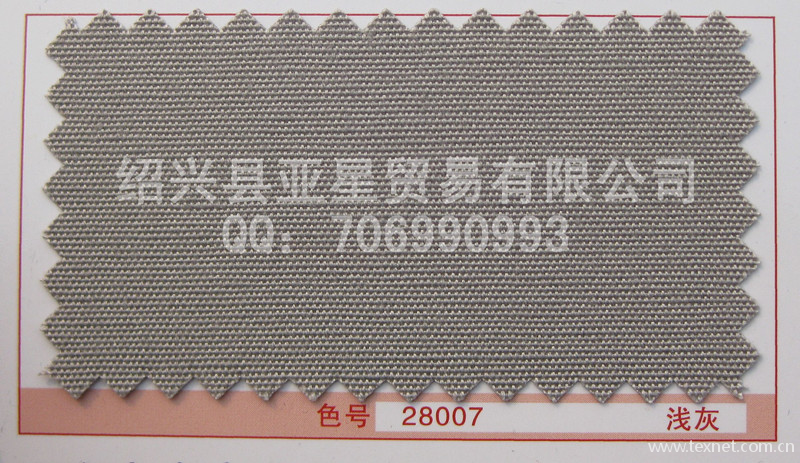 绍兴县亚星贸易有限公司
QQ：706990993
色号 28007 浅灰
www.texnet.com.cn